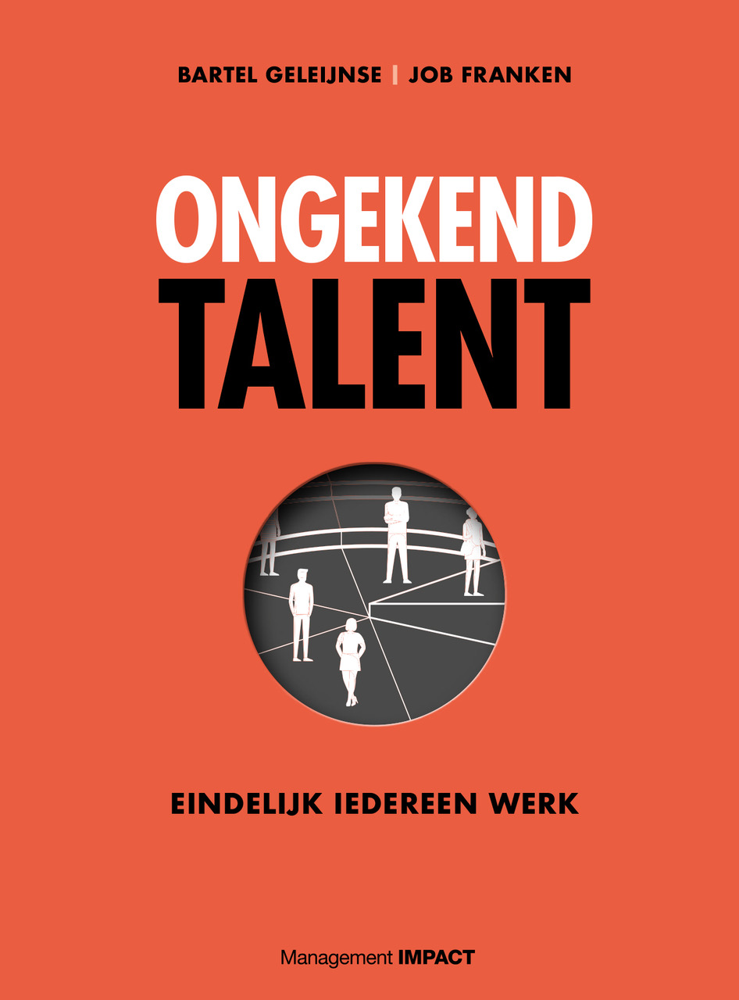 BARTEL GELEIJNSE | JOB FRANKEN
ONGEKEND
TALENT
EINDELIJK IEDEREEN WERK
Management IMPACT